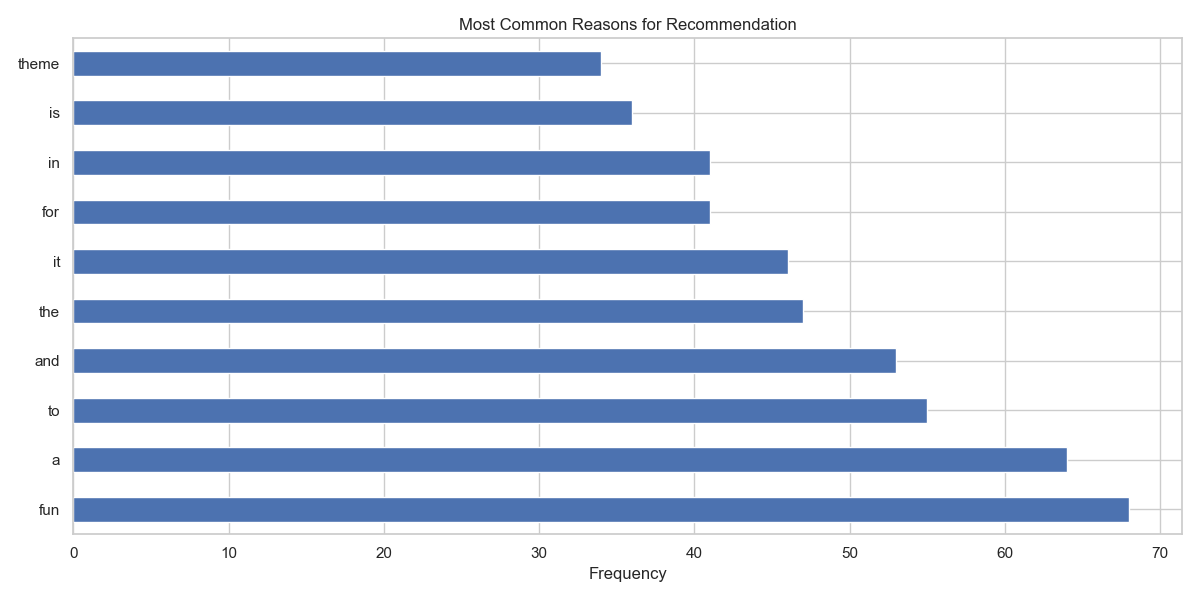 Most Common Reasons for Recommendation
theme
is
in
for
it
the
and
to
a
fun
0 10 20 30 40 50 60 70
Frequency